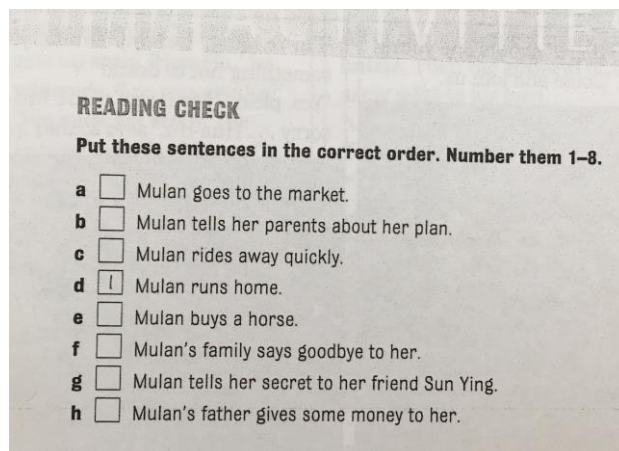 READING CHECK
Put these sentences in the correct order. Number them 1–8.
a Mulan goes to the market.
b Mulan tells her parents about her plan.
c Mulan rides away quickly.
d 1 Mulan runs home.
e Mulan buys a horse.
f Mulan's family says goodbye to her.
g Mulan tells her secret to her friend Sun Ying.
h Mulan's father gives some money to her.